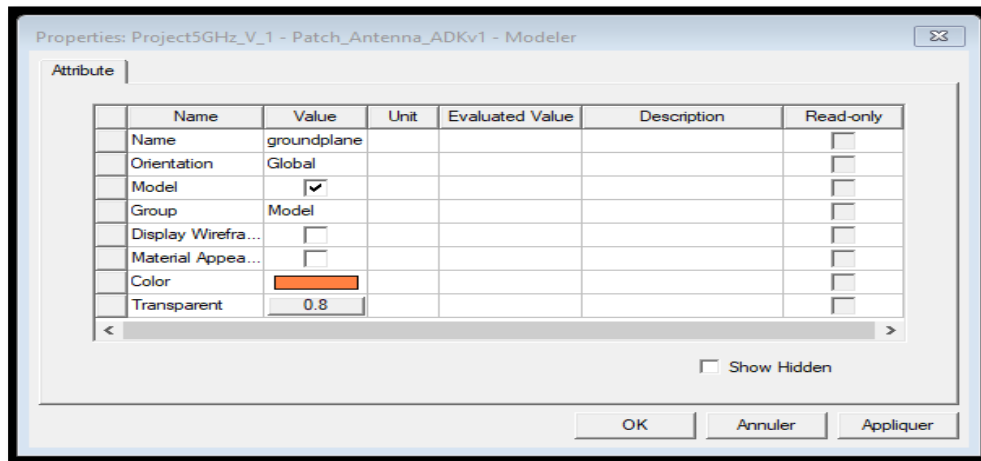 Properties: Project5GHz_V_1 - Patch_Antenna_ADKv1 - Modeler
Attribute
Name Value Unit Evaluated Value Description Read-only
Name groundplane
Orientation Global
Model
Group Model
Display Wirefra...
Material Appea...
Color
Transparent 0.8
Show Hidden
OK Annuler Appliquer